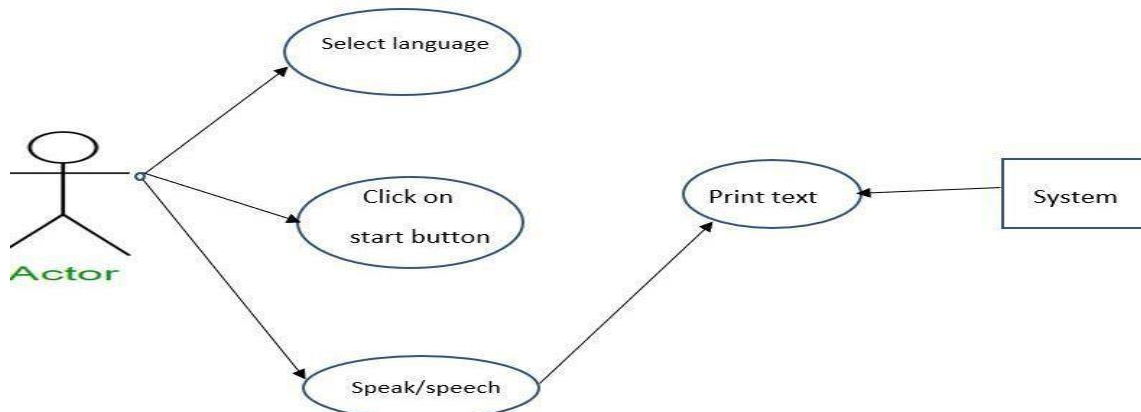 Select language
Click on
start button
Print text
System
Actor
Speak/speech